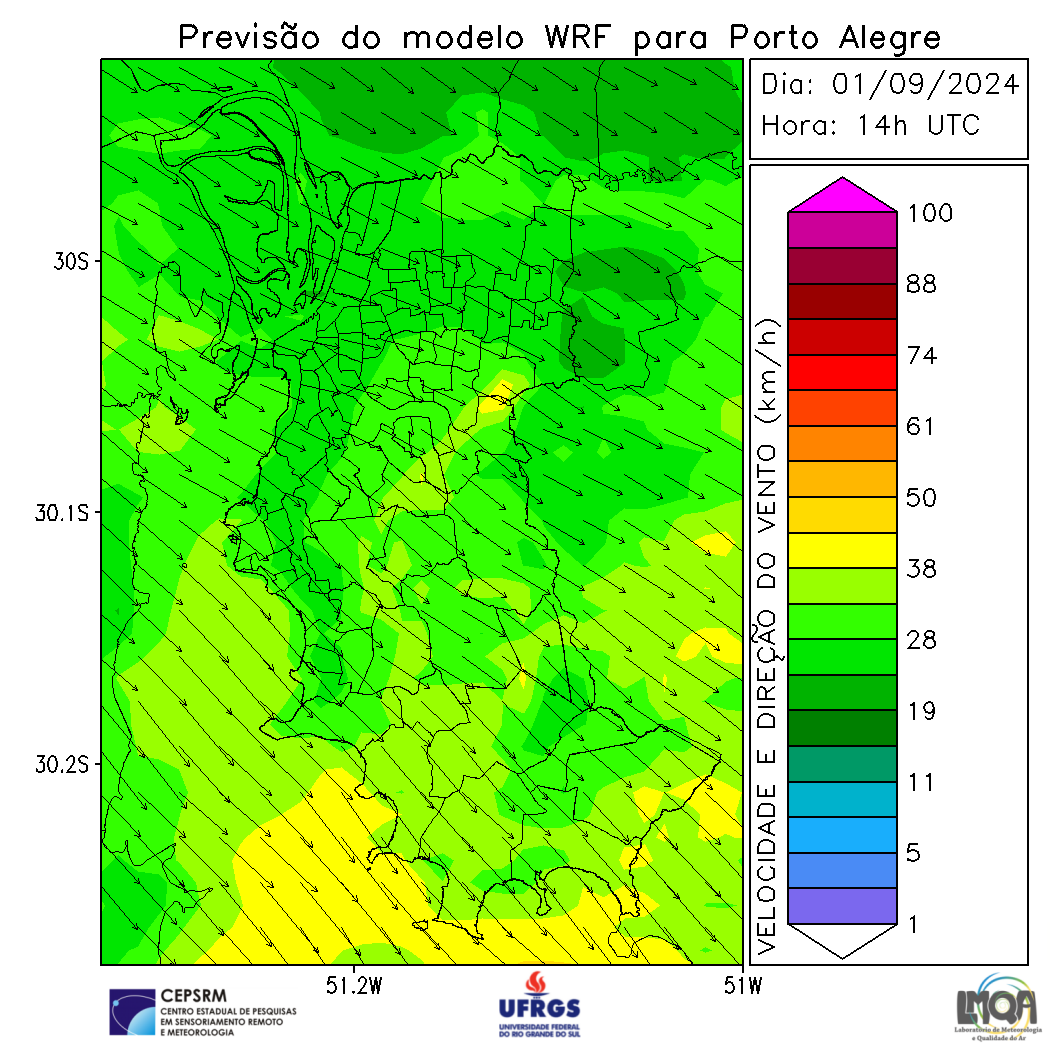 Previsão do modelo WRF para Porto Alegre
Dia: 01/09/2024
Hora: 14h UTC
30S
30.1S
30.2S
51.2W
51W
VELOCIDADE E DIREÇÃO DO VENTO (km/h)
100
88
74
61
50
38
28
19
11
5
1
CEPSRM
CENTRO ESTADUAL DE PESQUISAS
EM SENSORIAMENTO REMOTO
E METEOROLOGIA
UFRGS
UNIVERSIDADE FEDERAL
DO RIO GRANDE DO SUL
LMQA
Laboratório de Meteorologia
e Qualidade do Ar